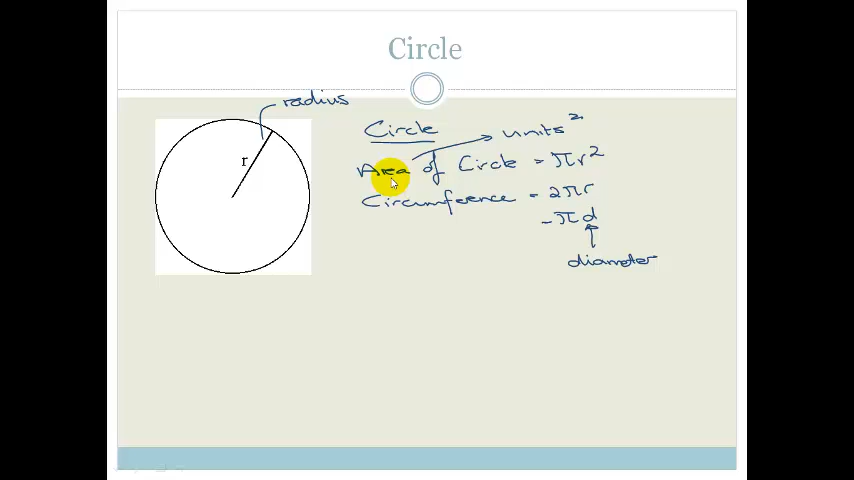 Circle
radius
r
Circle
units²
Area of Circle = πr²
Circumference = 2πr
= πd
diameter